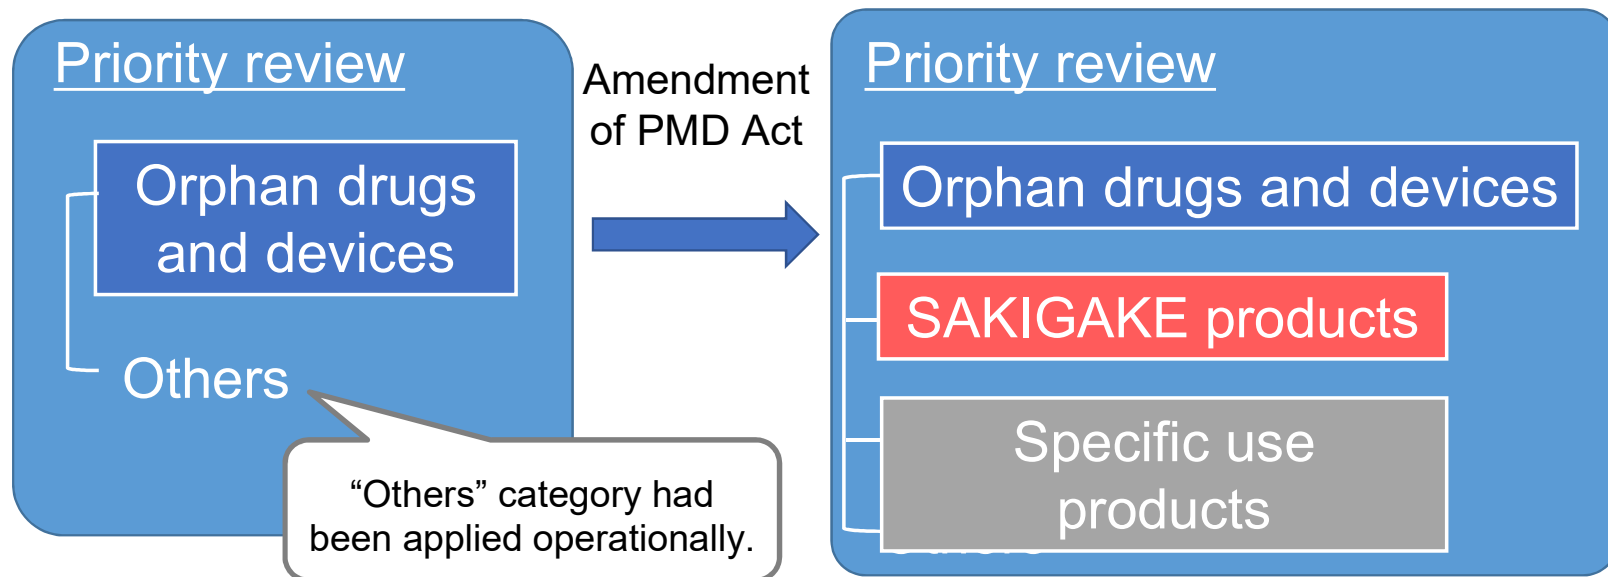 Priority review
Orphan drugs
and devices
Others
“Others” category had
been applied operationally.
Amendment
of PMD Act
Priority review
Orphan drugs and devices
SAKIGAKE products
Specific use
products